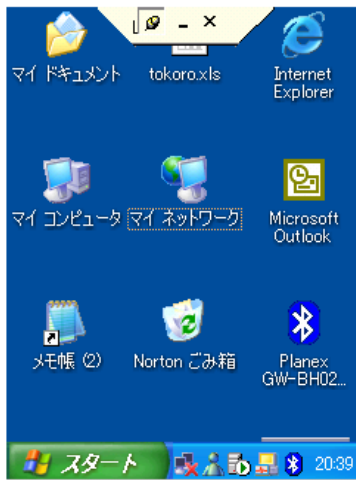 マイ ドキュメント
tokoro.xls
Internet
Explorer
マイ コンピュータ
マイ ネットワーク
Microsoft
Outlook
メモ帳 (2)
Norton ごみ箱
Planex
GW-BH02...
スタート
20:39